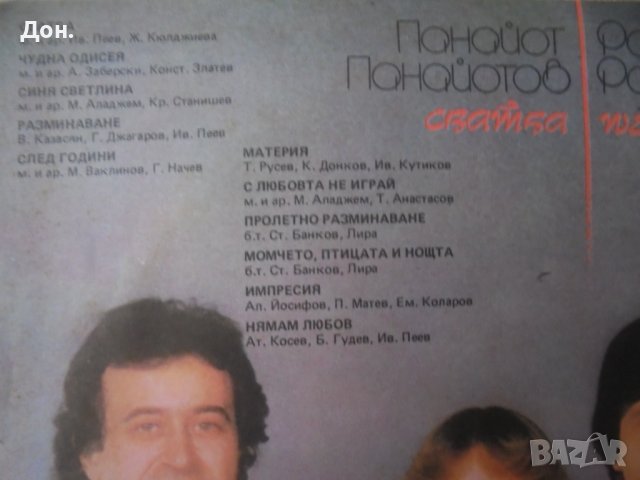 Дон.
Ив. Пеев, Ж. Кюлджиева
ЧУДНА ОДИСЕЯ
м. и ар. А. Заберски, Конст. Златев
СИНЯ СВЕТЛИНА
м. и ар. М. Аладжем, Кр. Станишев
РАЗМИНАВАНЕ
В. Казасян, Г. Джагаров, Ив. Пеев
СЛЕД ГОДИНИ
м. и ар. М. Ваклинов, Г. Начев
Панайот
Панайотов
сватба
МАТЕРИЯ
Т. Русев, К. Донков, Ив. Кутиков
С ЛЮБОВТА НЕ ИГРАЙ
м. и ар. М. Аладжем, Т. Анастасов
ПРОЛЕТНО РАЗМИНАВАНЕ
б.т. Ст. Банков, Лира
МОМЧЕТО, ПТИЦАТА И НОЩТА
б.т. Ст. Банков, Лира
ИМПРЕСИЯ
Ал. Йосифов, П. Матев, Ем. Коларов
НЯМАМ ЛЮБОВ
Ат. Косев, Б. Гудев, Ив. Пеев
BAZAR
bg